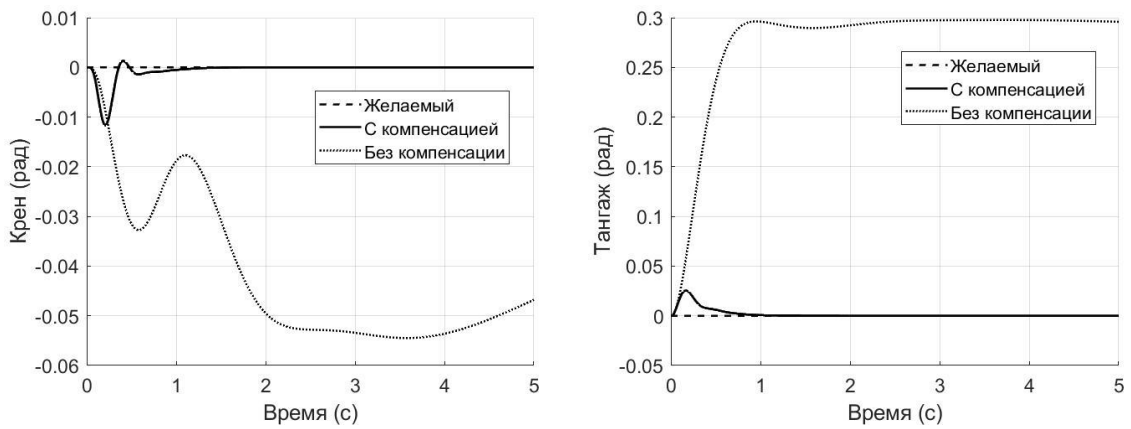 0.01
0
-0.01
-0.02
-0.03
-0.04
-0.05
-0.06
Крен (рад)
Желаемый
С компенсацией
Без компенсации
0 1 2 3 4 5
Время (с)
0.3
0.25
0.2
0.15
0.1
0.05
0
-0.05
Тангаж (рад)
Желаемый
С компенсацией
Без компенсации
0 1 2 3 4 5
Время (с)